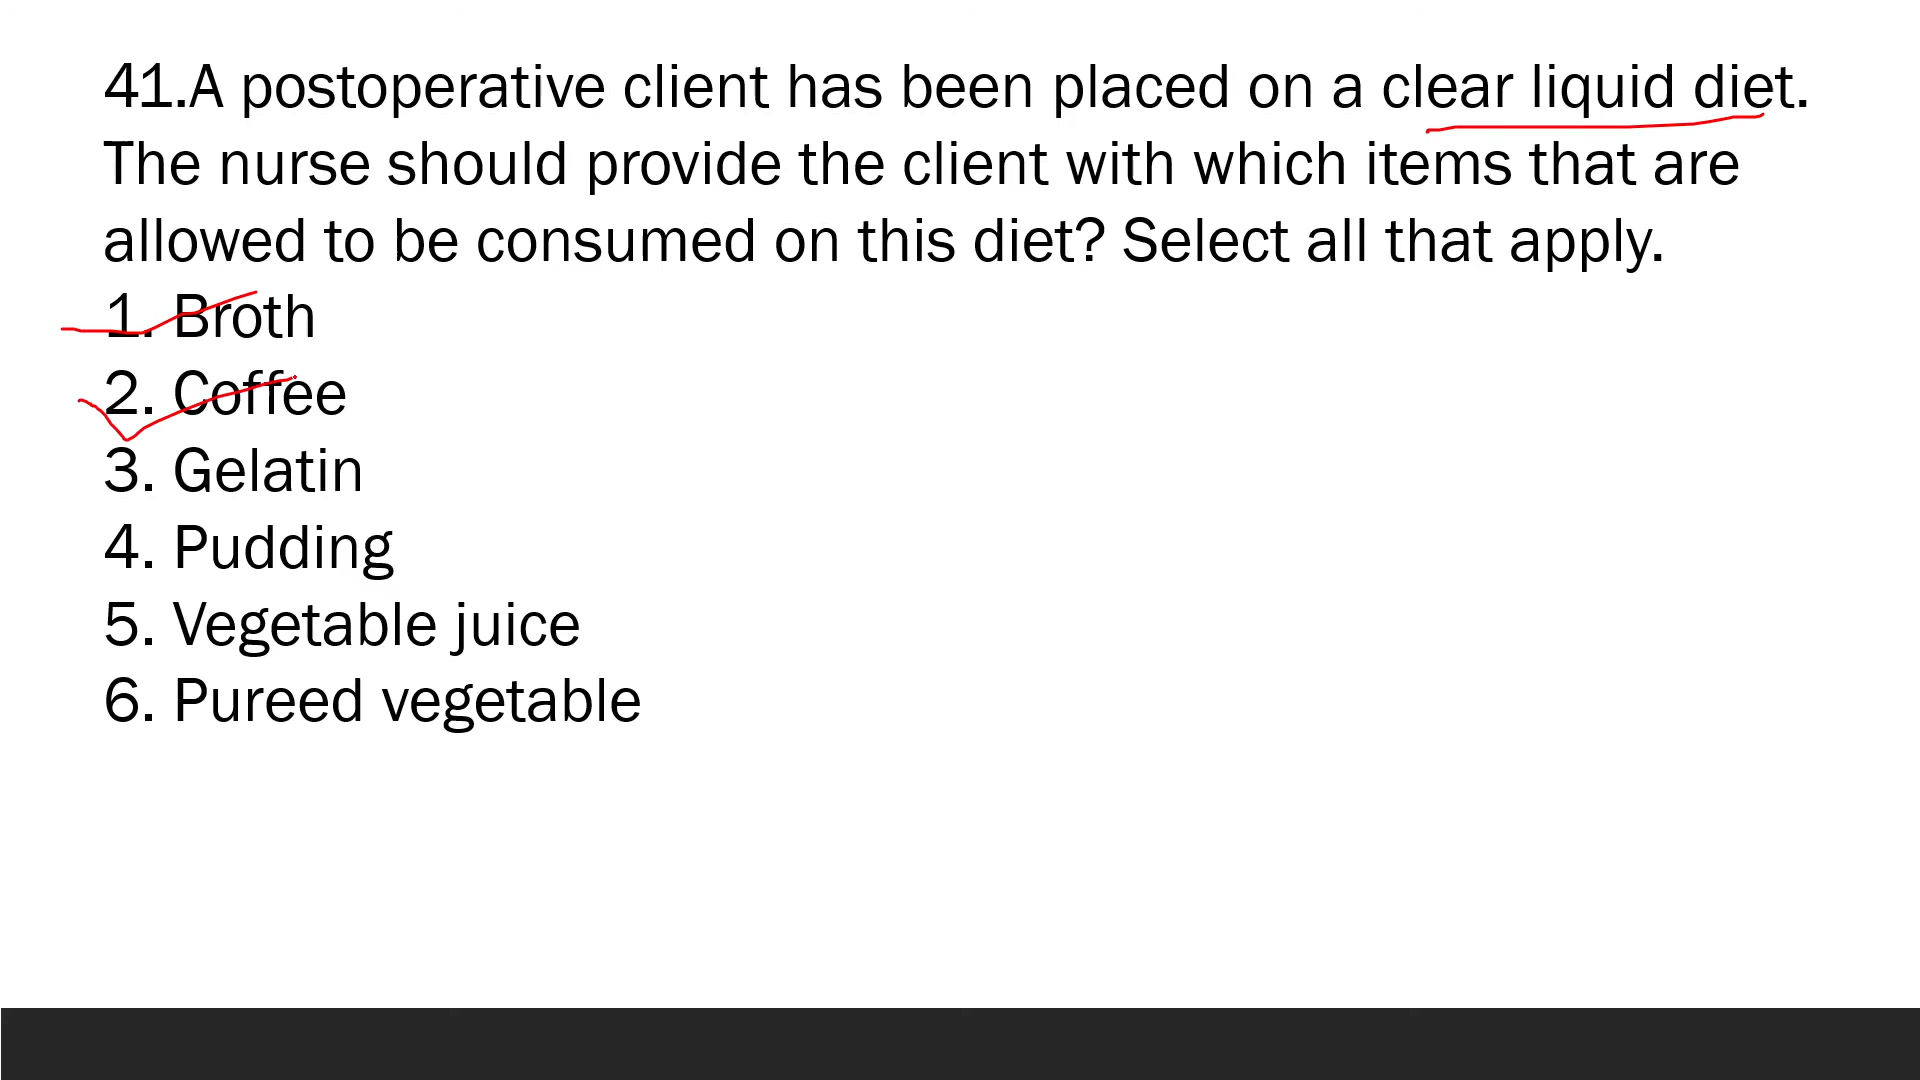 41.A postoperative client has been placed on a clear liquid diet.
The nurse should provide the client with which items that are
allowed to be consumed on this diet? Select all that apply.
1. Broth
2. Coffee
3. Gelatin
4. Pudding
5. Vegetable juice
6. Pureed vegetable